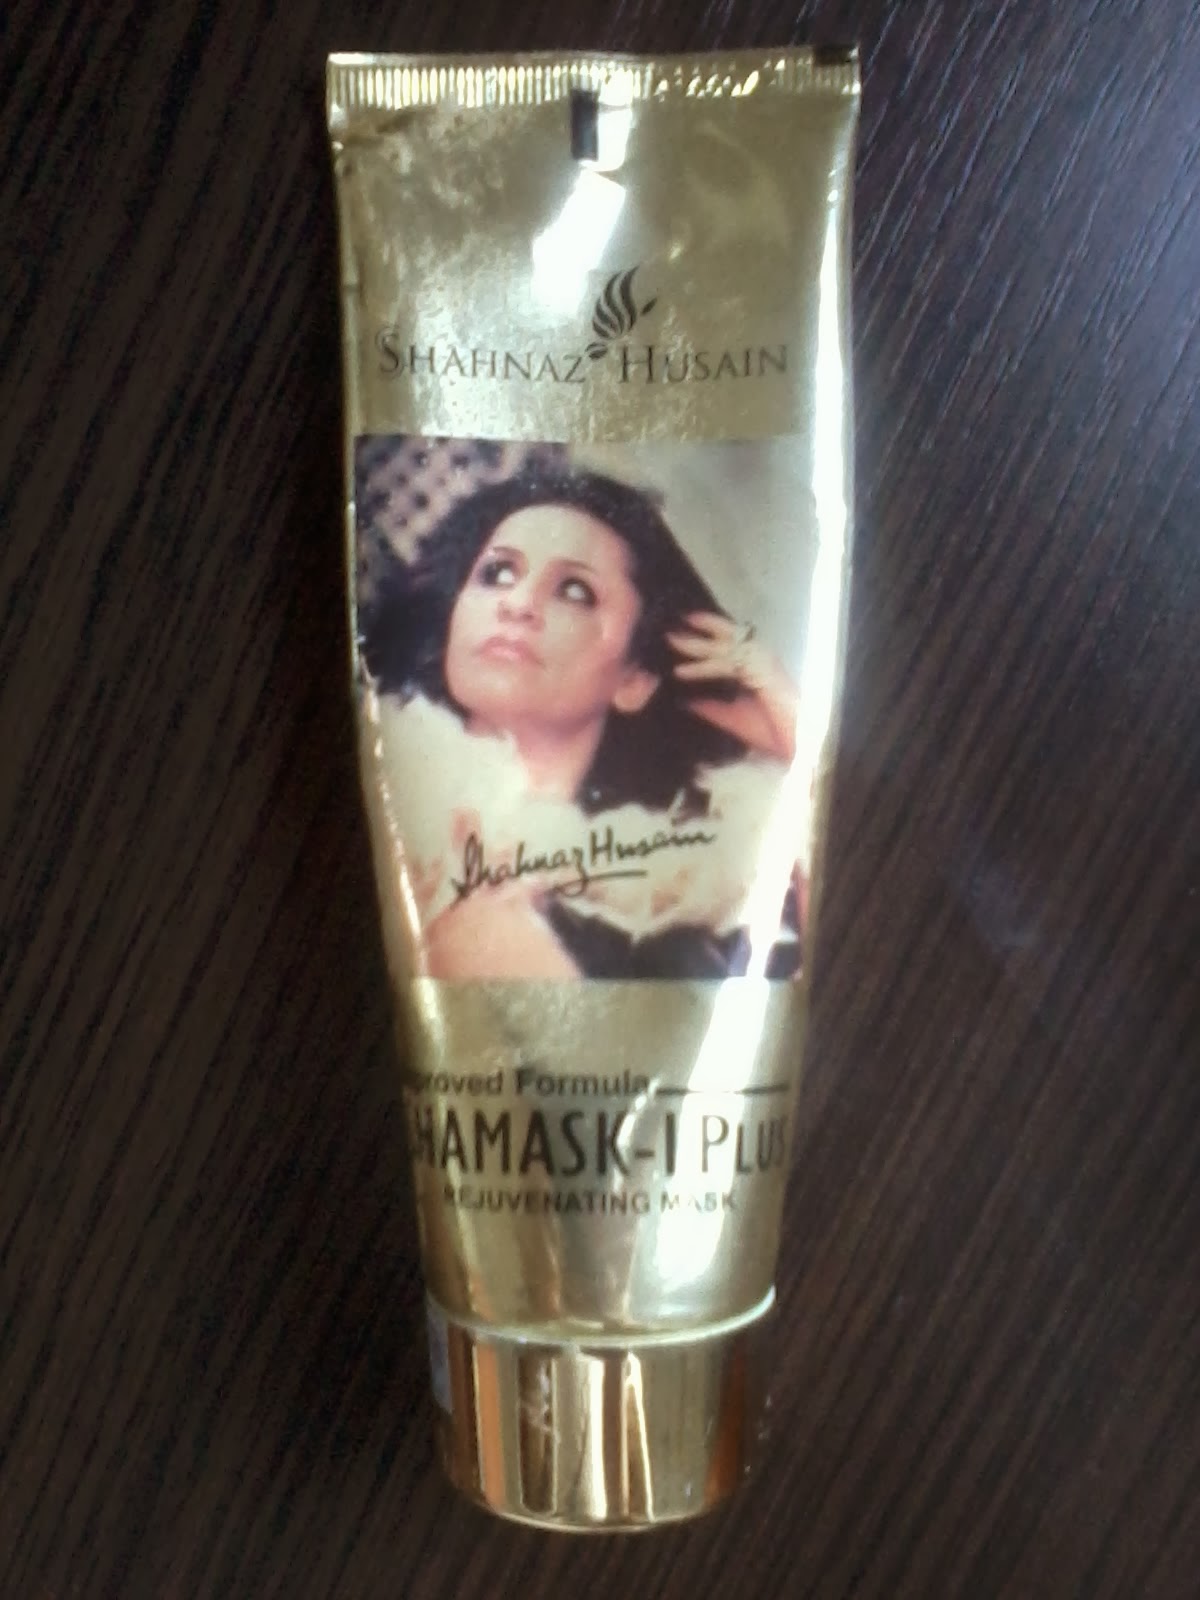 SHAHNAZ HUSAIN
Shahnaz Husain
proved Formula
HAMASK-I PLUS
REJUVENATING MASK